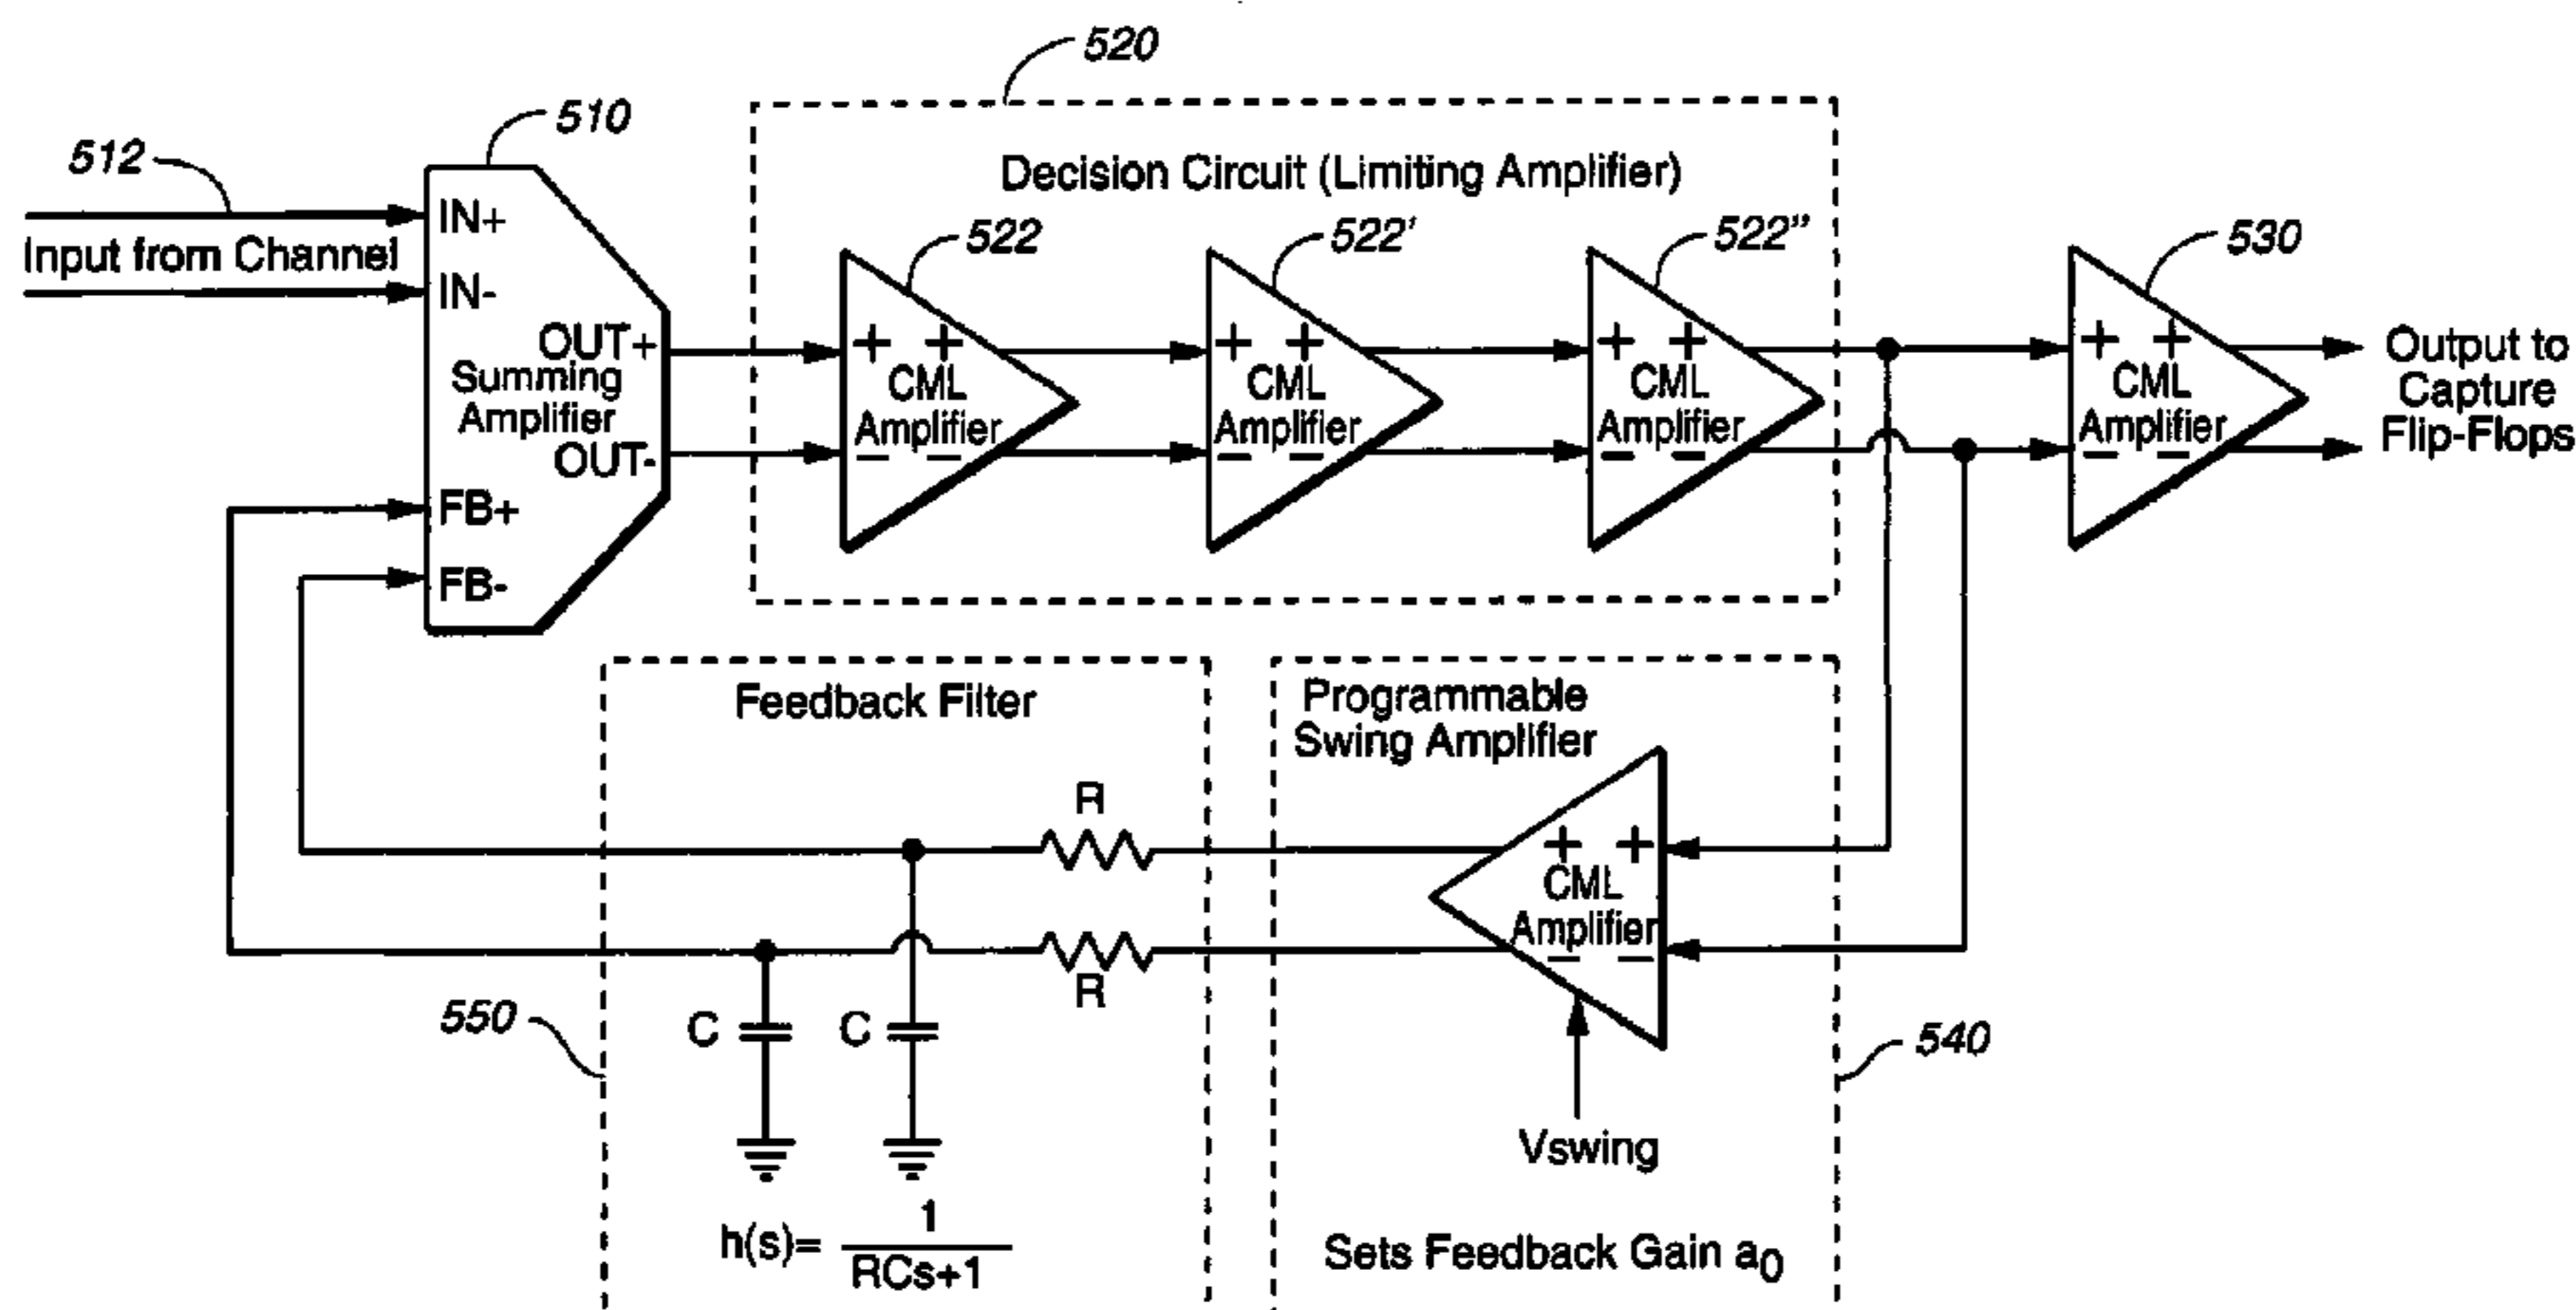 520
510
512
Decision Circuit (Limiting Amplifier)
IN+
Input from Channel
IN-
522
522'
522"
530
OUT+
Summing
Amplifier
OUT-
+ +
CML
Amplifier
− −
+ +
CML
Amplifier
− −
+ +
CML
Amplifier
− −
+ +
CML
Amplifier
− −
Output to
Capture
Flip-Flops
FB+
FB-
Feedback Filter
Programmable
Swing Amplifier
R
R
+ +
CML
Amplifier
− −
550
C
C
540
Vswing
h(s)= 1/RCs+1
Sets Feedback Gain a0